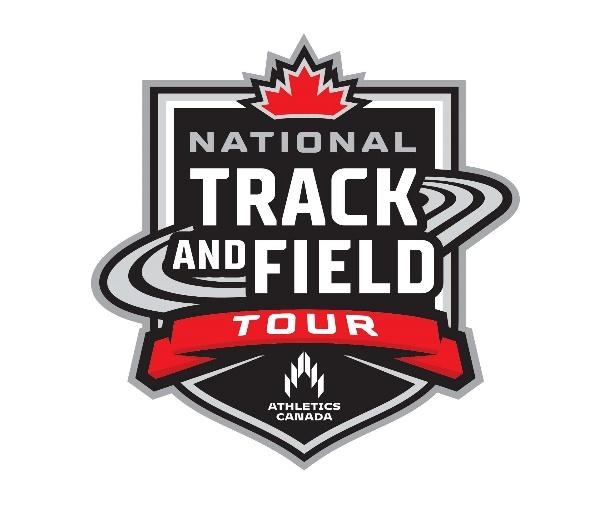 NATIONAL
TRACK
AND FIELD
TOUR
ATHLETICS
CANADA